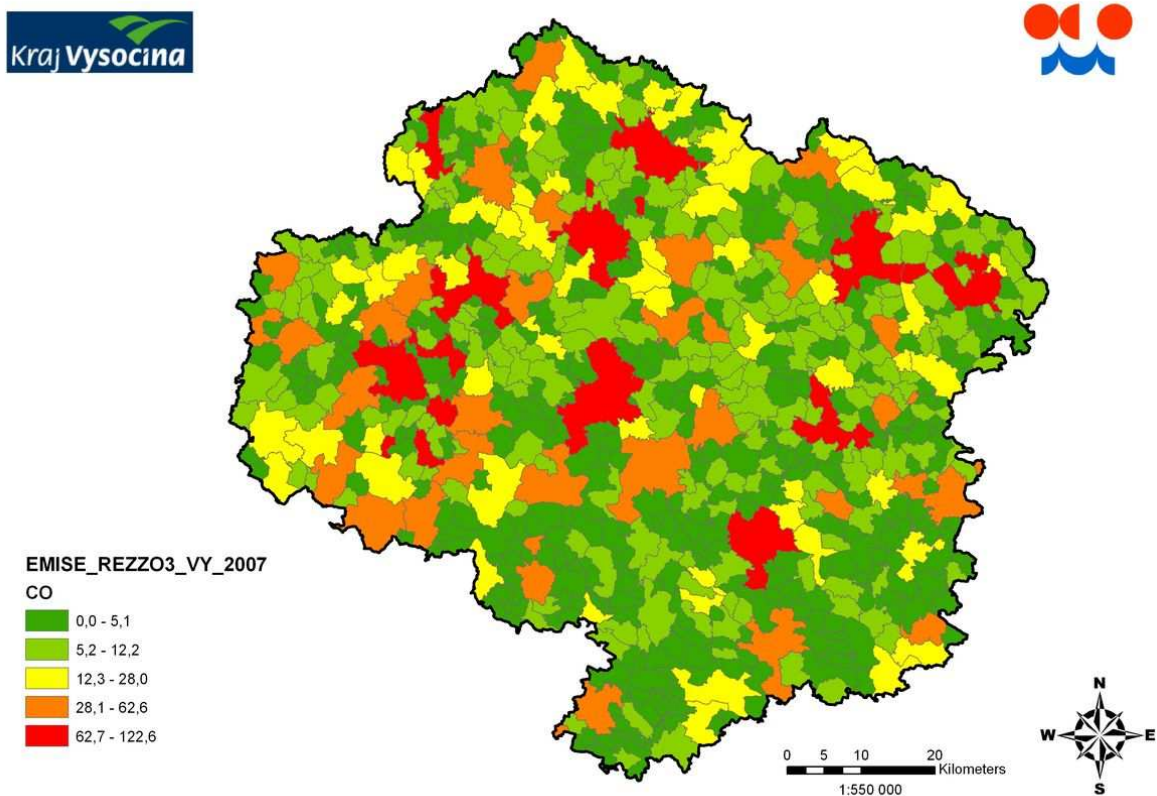 Kraj Vysočina
EMISE_REZZO3_VY_2007
CO
0,0 - 5,1
5,2 - 12,2
12,3 - 28,0
28,1 - 62,6
62,7 - 122,6
N
W E
S
0 5 10 20
Kilometers
1:550 000